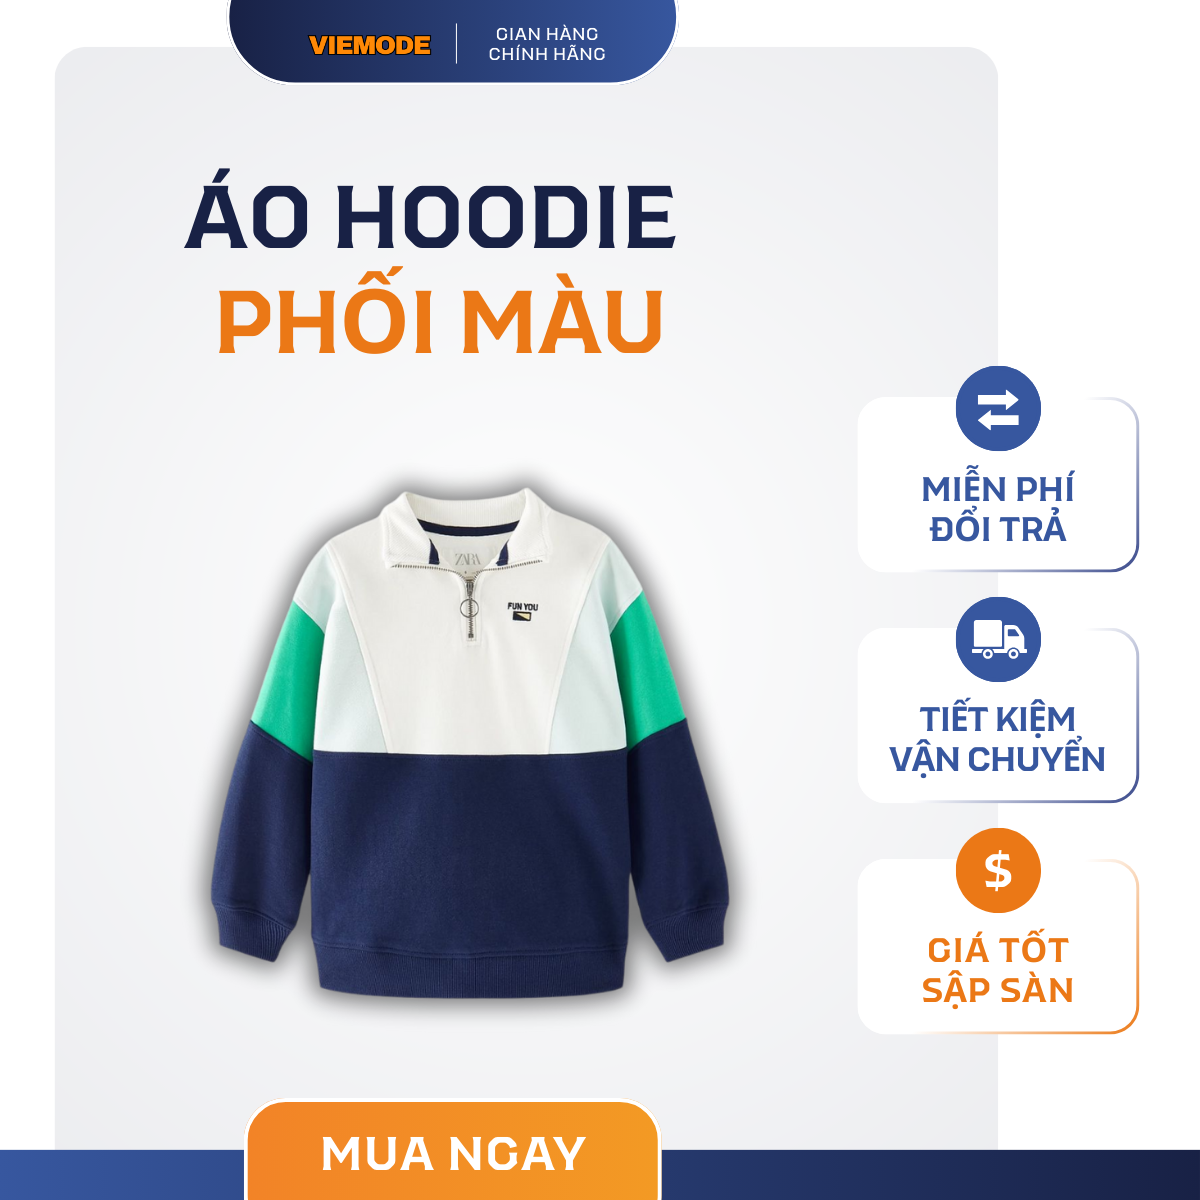 VIEMODE
GIAN HÀNG
CHÍNH HÃNG
ÁO HOODIE
PHỐI MÀU
ZARA
FUN YOU
MIỄN PHÍ
ĐỔI TRẢ
TIẾT KIỆM
VẬN CHUYỂN
$
GIÁ TỐT
SẬP SÀN
MUA NGAY